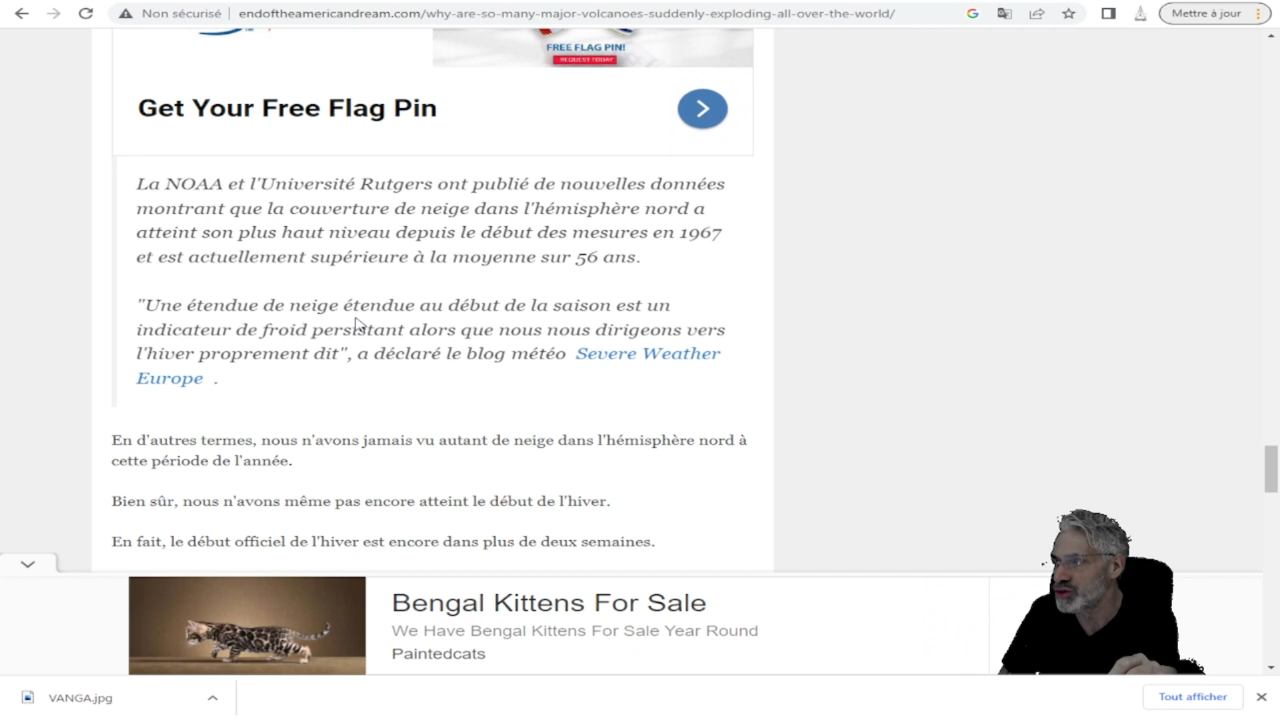 Non sécurisé
endoftheamericandream.com/why-are-so-many-major-volcanoes-suddenly-exploding-all-over-the-world/
Mettre à jour
FREE FLAG PIN!
REQUEST TODAY
Get Your Free Flag Pin
La NOAA et l'Université Rutgers ont publié de nouvelles données
montrant que la couverture de neige dans l'hémisphère nord a
atteint son plus haut niveau depuis le début des mesures en 1967
et est actuellement supérieure à la moyenne sur 56 ans.
"Une étendue de neige étendue au début de la saison est un
indicateur de froid persistant alors que nous nous dirigeons vers
l'hiver proprement dit", a déclaré le blog météo Severe Weather
Europe .
En d'autres termes, nous n'avons jamais vu autant de neige dans l'hémisphère nord à
cette période de l'année.
Bien sûr, nous n'avons même pas encore atteint le début de l'hiver.
En fait, le début officiel de l'hiver est encore dans plus de deux semaines.
Bengal Kittens For Sale
We Have Bengal Kittens For Sale Year Round
Paintedcats
VANGA.jpg
Tout afficher